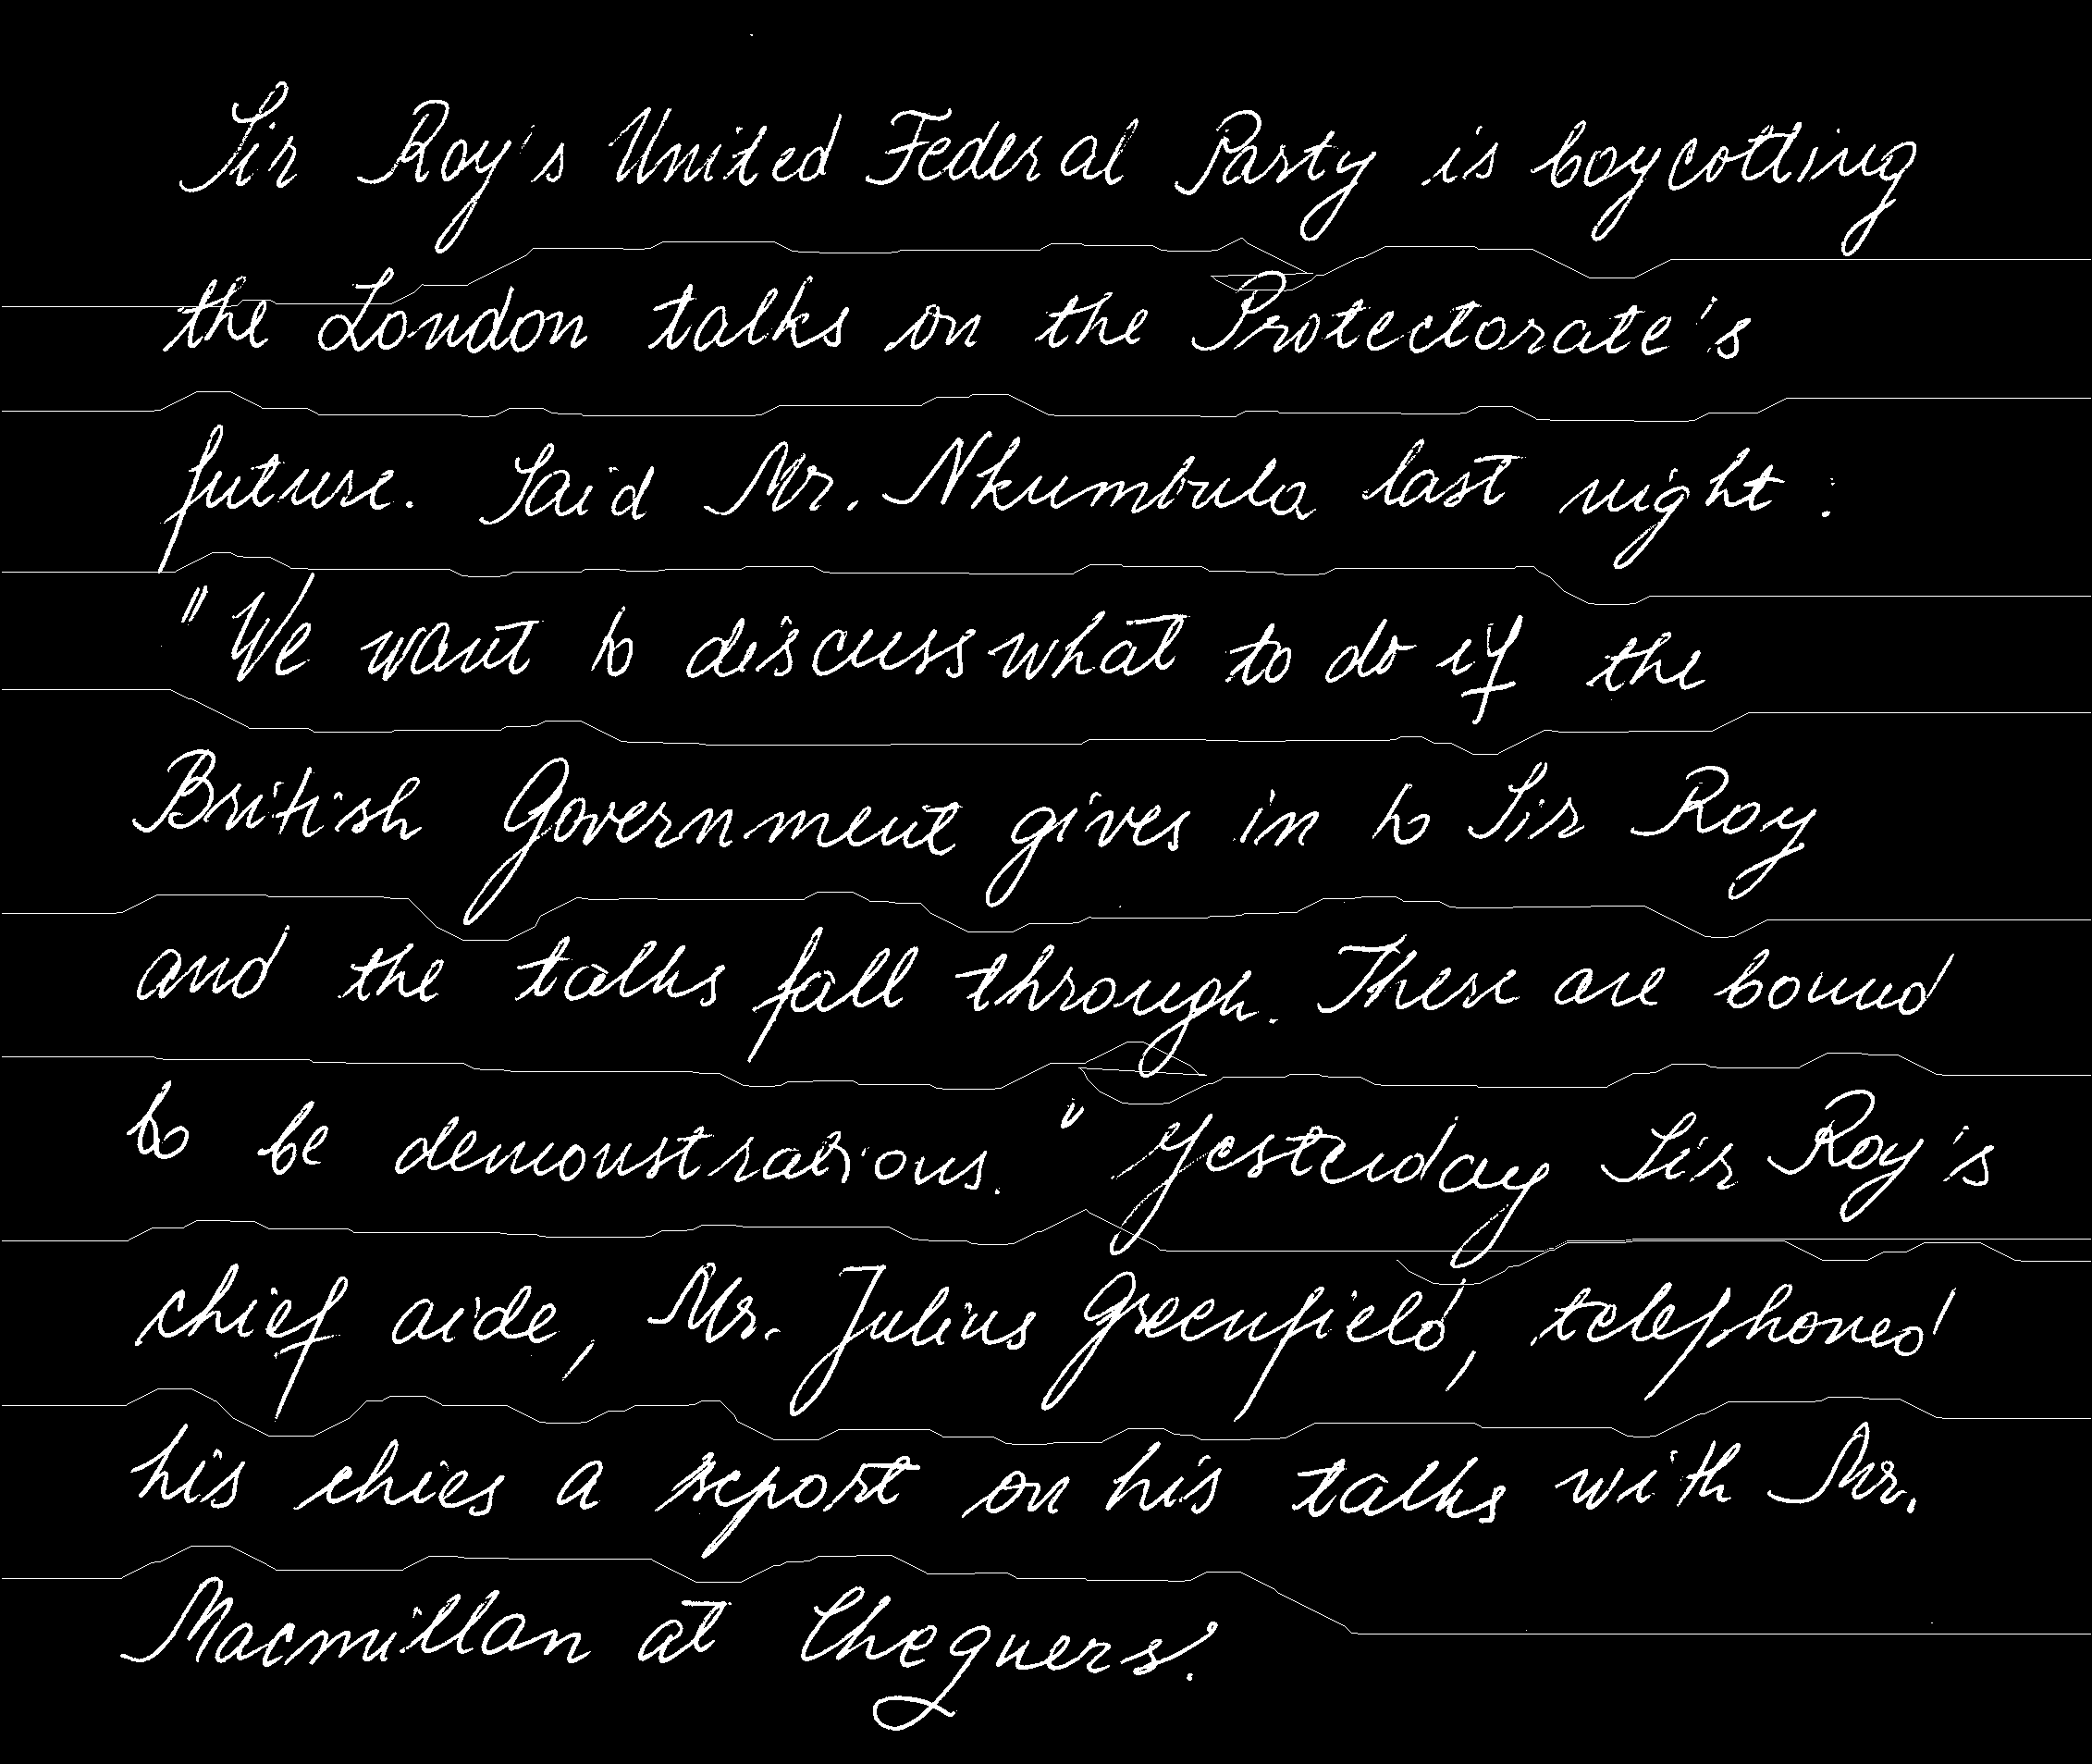 Sir Roy's United Federal Party is boycotting
the London talks on the Protectorate's
future. Said Mr. Nkumbula last night :
"We want to discuss what to do if the
British Government gives in to Sir Roy
and the talks fall through. There are bound
to be demonstrations." Yesterday Sir Roy's
chief aide, Mr. Julius Greenfield, telephoned
his chies a report on his talks with Mr.
Macmillan at Chequers.